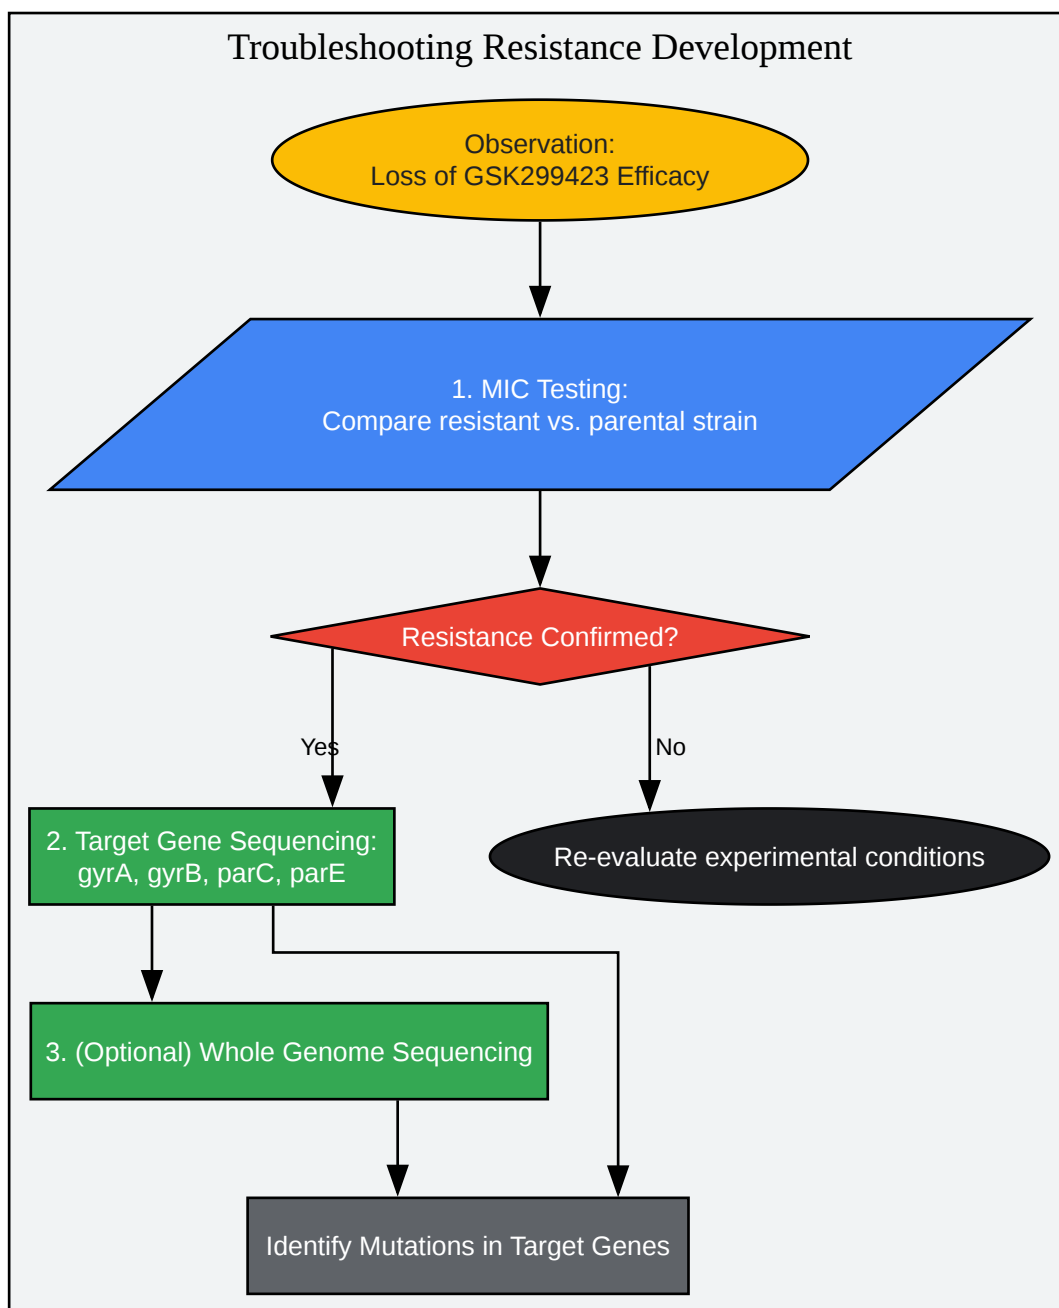 Troubleshooting Resistance Development
Observation:
Loss of GSK299423 Efficacy
1. MIC Testing:
Compare resistant vs. parental strain
Resistance Confirmed?
Yes
No
2. Target Gene Sequencing:
gyrA, gyrB, parC, parE
Re-evaluate experimental conditions
3. (Optional) Whole Genome Sequencing
Identify Mutations in Target Genes